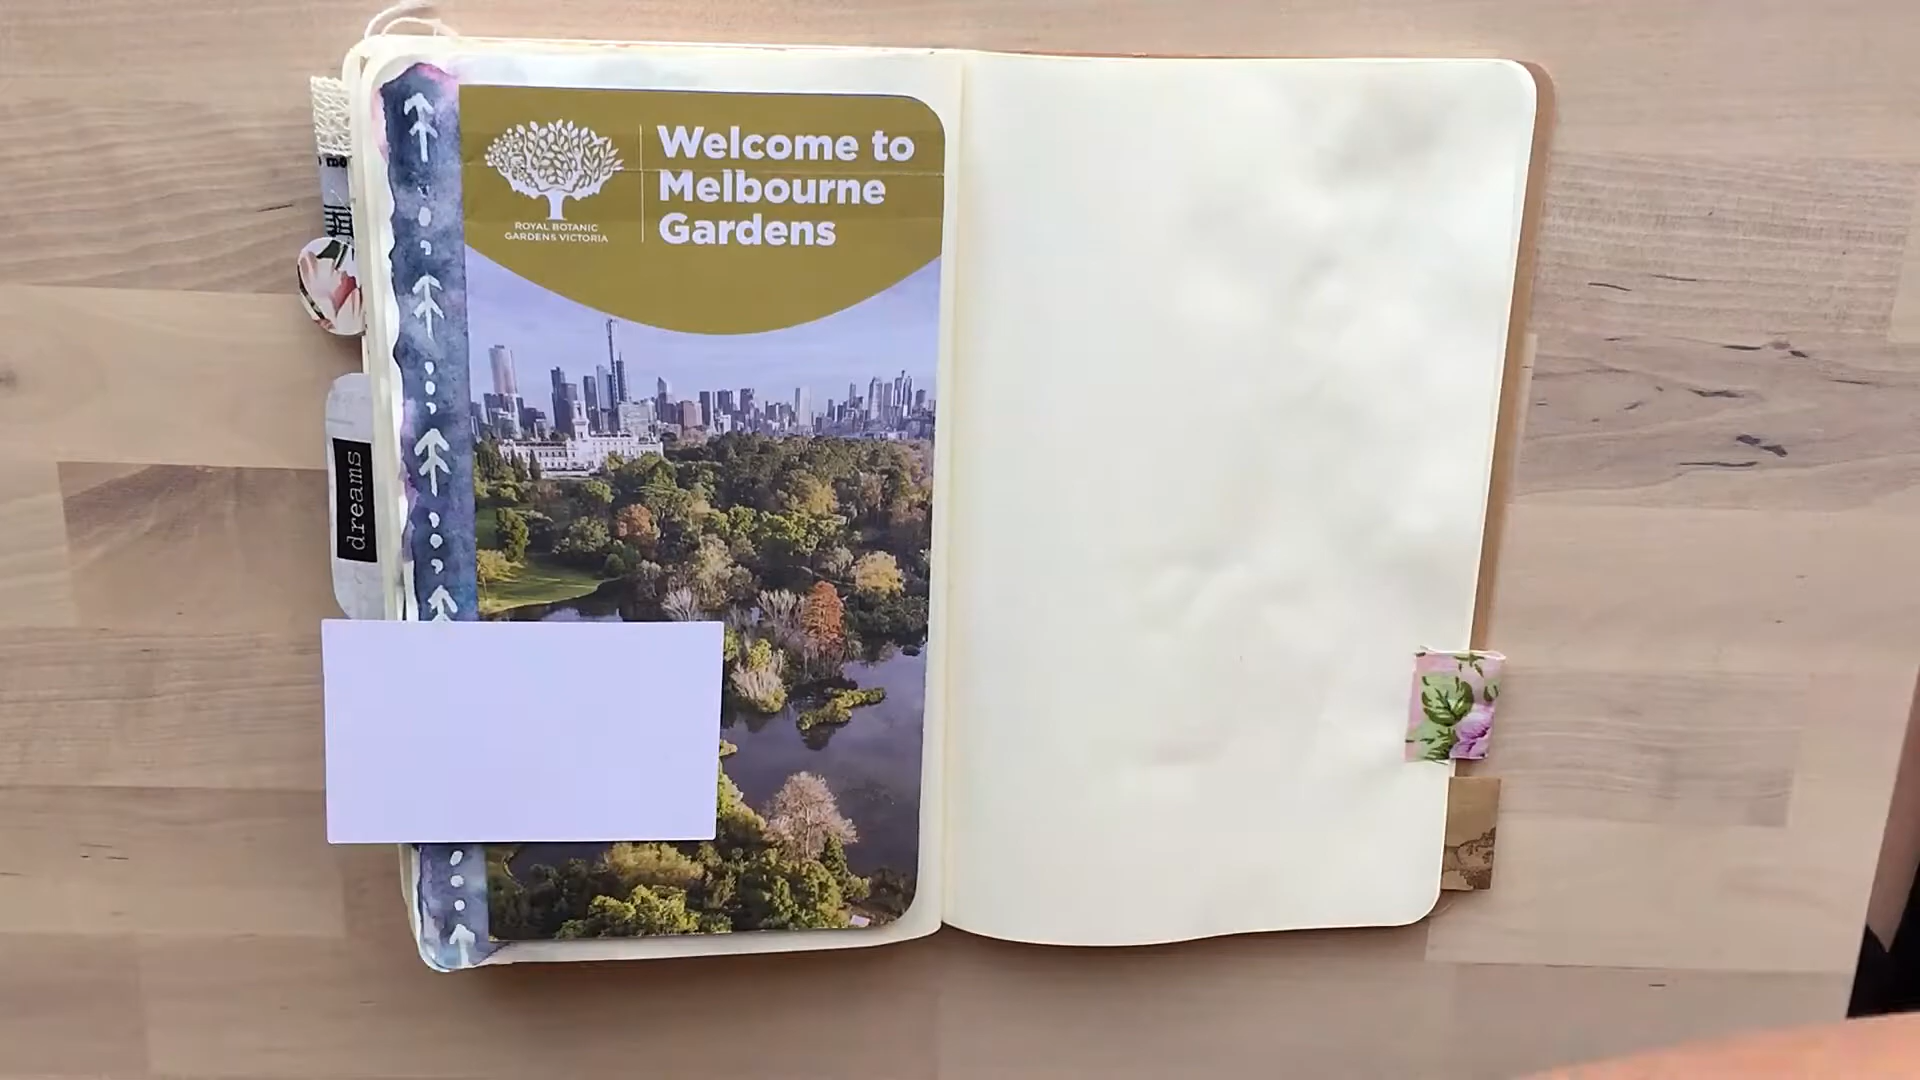 Welcome to
Melbourne
Gardens
ROYAL BOTANIC
GARDENS VICTORIA
dreams